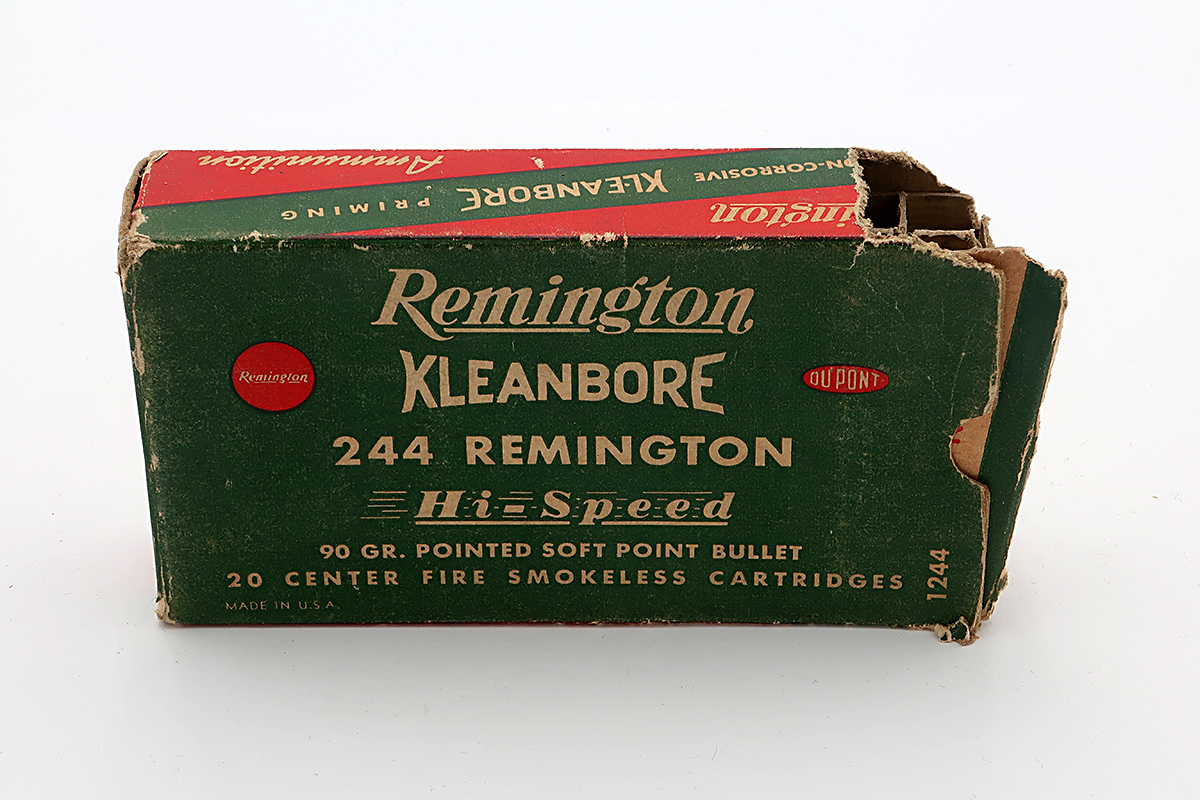 Ammunition
ON-CORROSIVE KLEANBORE PRIMING
ington
Remington
KLEANBORE
Remington
DU PONT
244 REMINGTON
Hi-Speed
90 GR. POINTED SOFT POINT BULLET
20 CENTER FIRE SMOKELESS CARTRIDGES
1244
MADE IN U.S.A.